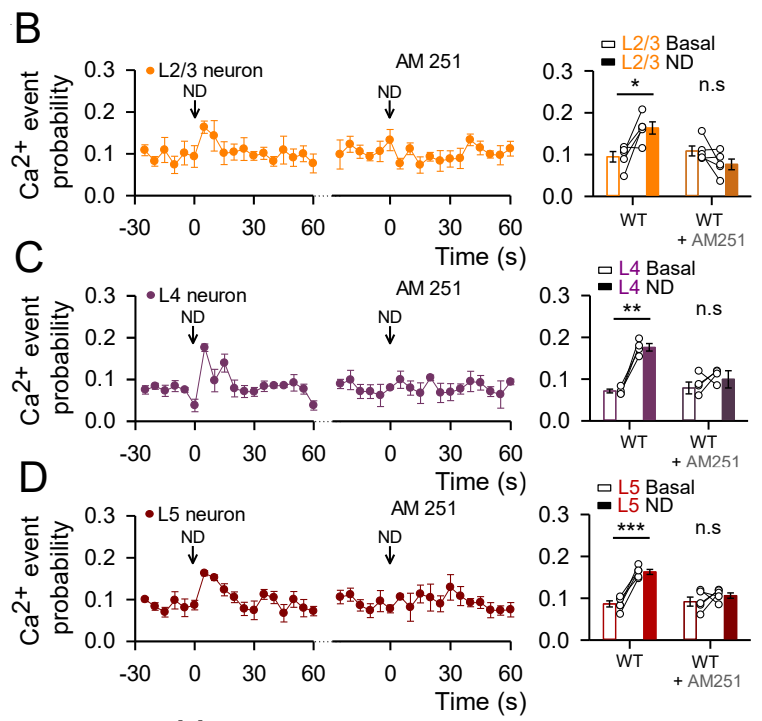 B
L2/3 neuron
AM 251
L2/3 Basal
L2/3 ND
Ca2+ event
probability
0.3
0.2
0.1
0.0
ND
ND
-30 0 30 60 0 30 60
Time (s)
0.3
0.2
0.1
0.0
*
n.s
WT
WT
+ AM251
C
L4 neuron
AM 251
L4 Basal
L4 ND
Ca2+ event
probability
0.3
0.2
0.1
0.0
ND
ND
-30 0 30 60 0 30 60
Time (s)
0.3
0.2
0.1
0.0
**
n.s
WT
WT
+ AM251
D
L5 neuron
AM 251
L5 Basal
L5 ND
Ca2+ event
probability
0.3
0.2
0.1
0.0
ND
ND
-30 0 30 60 0 30 60
Time (s)
0.3
0.2
0.1
0.0
***
n.s
WT
WT
+ AM251